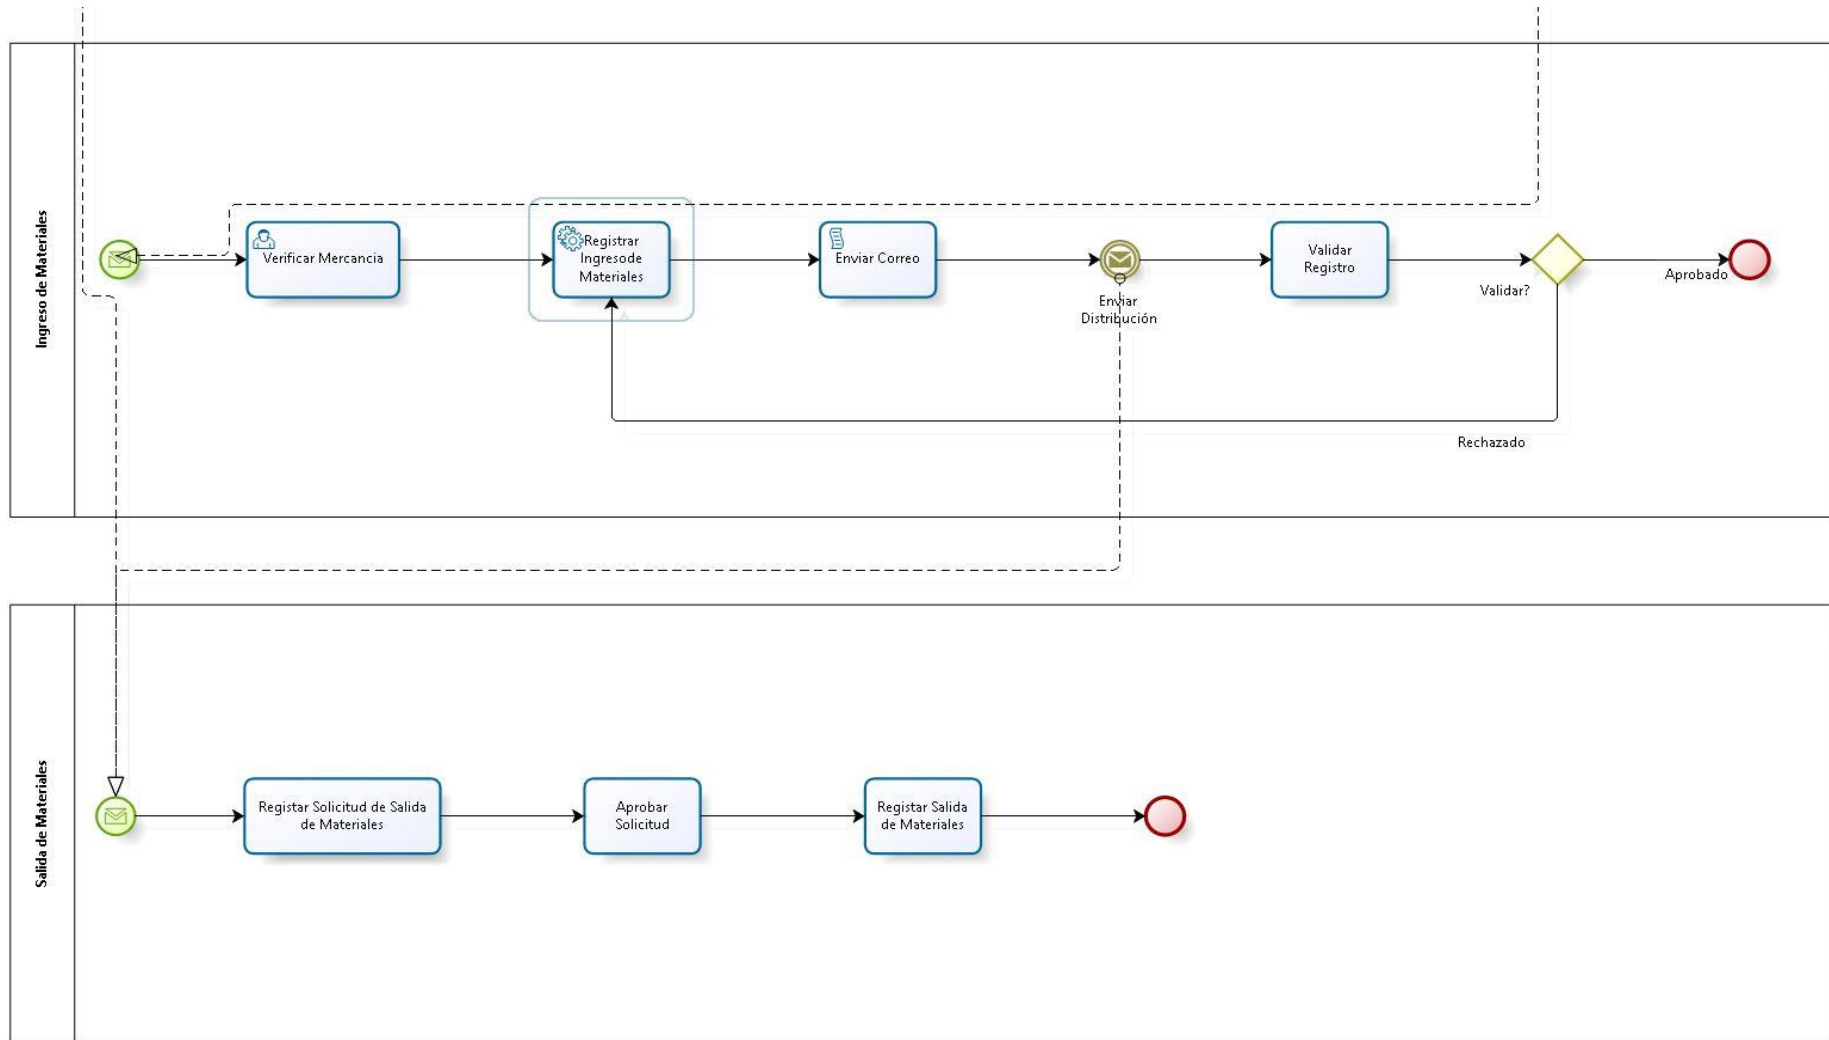 Ingreso de Materiales
Verificar Mercancia
Registrar
Ingresode
Materiales
Enviar Correo
Enviar
Distribución
Validar
Registro
Validar?
Aprobado
Rechazado
Salida de Materiales
Registar Solicitud de Salida
de Materiales
Aprobar
Solicitud
Registar Salida
de Materiales